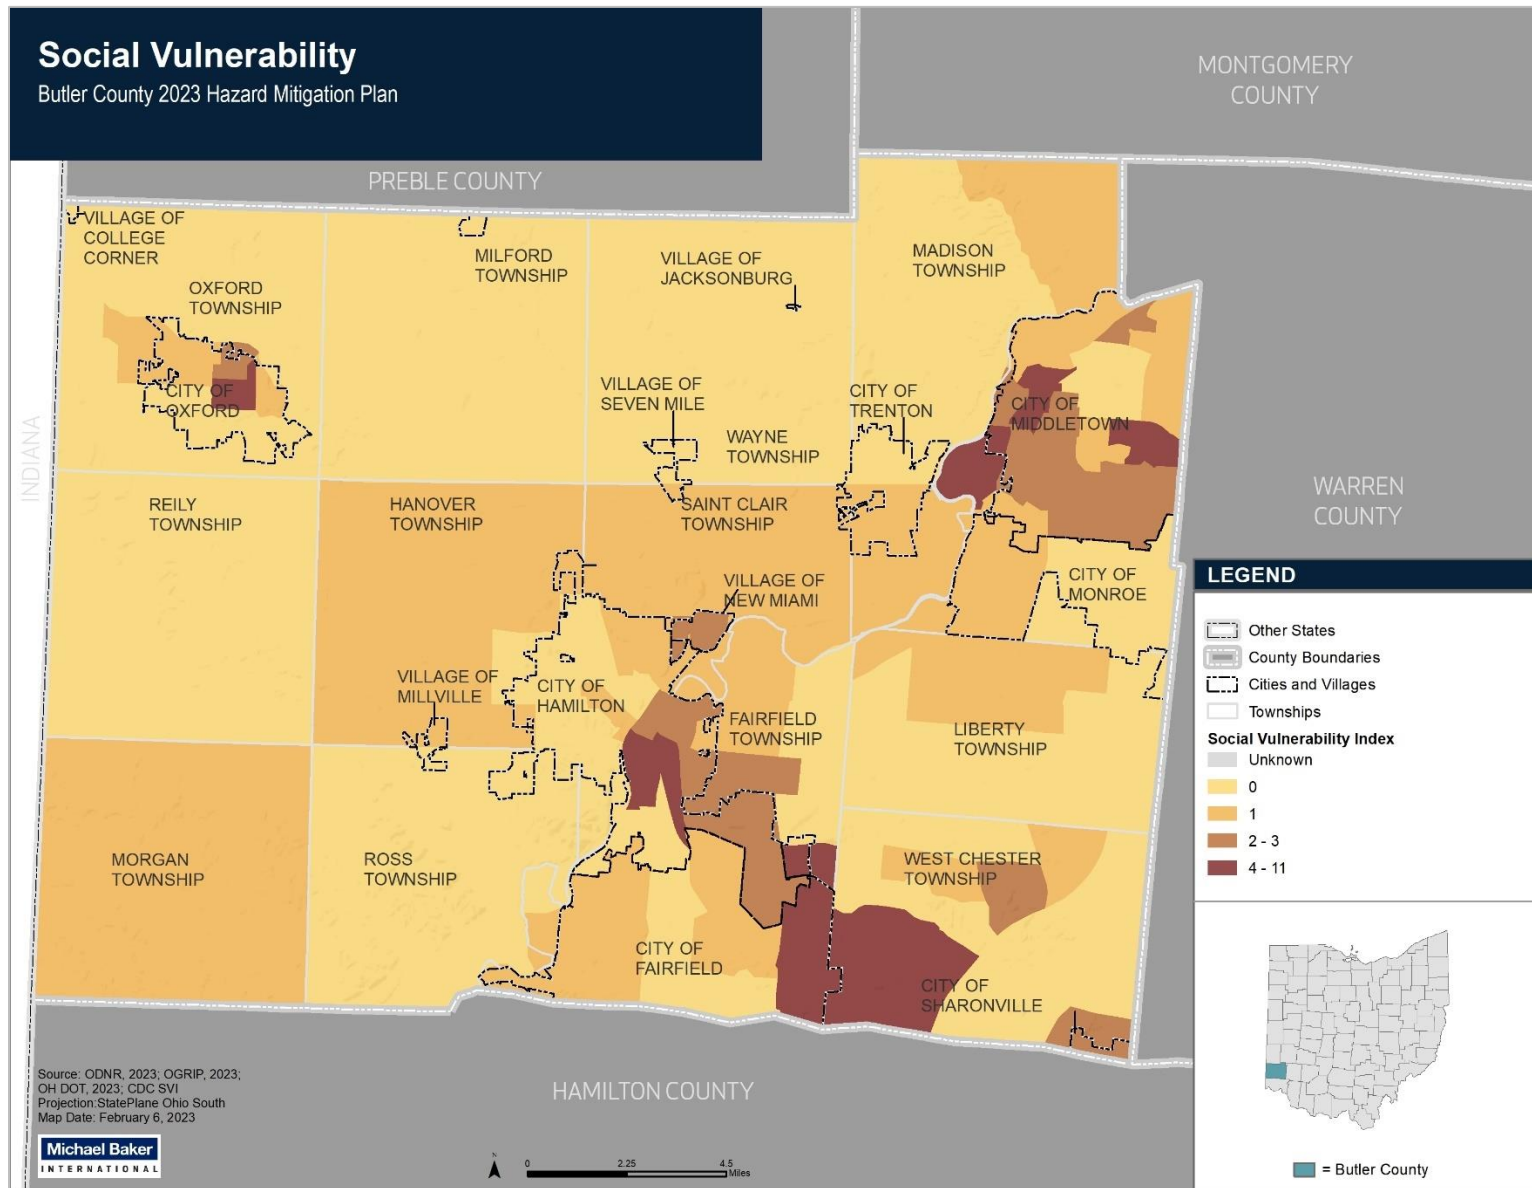 Social Vulnerability
Butler County 2023 Hazard Mitigation Plan
MONTGOMERY
COUNTY
PREBLE COUNTY
VILLAGE OF
COLLEGE
CORNER
MILFORD
TOWNSHIP
VILLAGE OF
JACKSONBURG
MADISON
TOWNSHIP
OXFORD
TOWNSHIP
CITY OF
OXFORD
VILLAGE OF
SEVEN MILE
CITY OF
TRENTON
CITY OF
MIDDLETOWN
WAYNE
TOWNSHIP
INDIANA
REILY
TOWNSHIP
HANOVER
TOWNSHIP
SAINT CLAIR
TOWNSHIP
WARREN
COUNTY
VILLAGE OF
NEW MIAMI
CITY OF
MONROE
VILLAGE OF
MILLVILLE
CITY OF
HAMILTON
FAIRFIELD
TOWNSHIP
LIBERTY
TOWNSHIP
MORGAN
TOWNSHIP
ROSS
TOWNSHIP
WEST CHESTER
TOWNSHIP
CITY OF
FAIRFIELD
CITY OF
SHARONVILLE
HAMILTON COUNTY
LEGEND
Other States
County Boundaries
Cities and Villages
Townships
Social Vulnerability Index
Unknown
0
1
2 - 3
4 - 11
= Butler County
Source: ODNR, 2023; OGRIP, 2023;
OH DOT, 2023; CDC SVI
Projection:StatePlane Ohio South
Map Date: February 6, 2023
Michael Baker
INTERNATIONAL
N
0 2.25 4.5
Miles